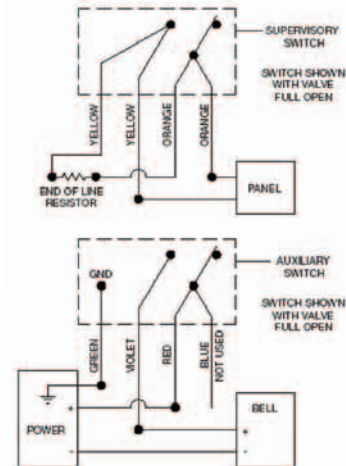 SUPERVISORY
SWITCH
SWITCH SHOWN
WITH VALVE
FULL OPEN
YELLOW
YELLOW
ORANGE
ORANGE
END OF LINE
RESISTOR
PANEL
GND
AUXILIARY
SWITCH
SWITCH SHOWN
WITH VALVE
FULL OPEN
GREEN
VIOLET
RED
BLUE
NOT USED
POWER
+
-
BELL
+
-